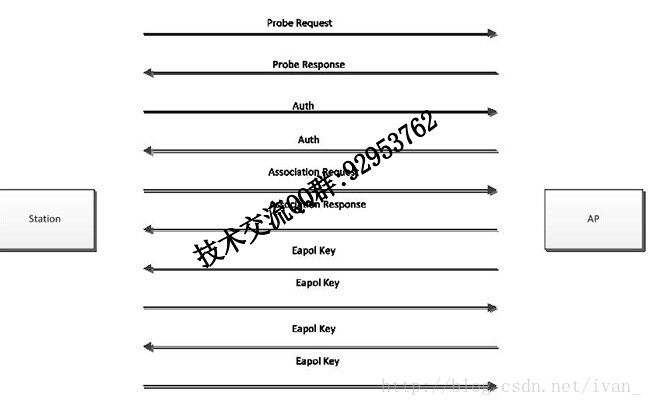 Probe Request
Probe Response
Auth
Auth
Association Request
Association Response
Station
AP
技术交流QQ群:92953762
Eapol Key
Eapol Key
Eapol Key
Eapol Key
http://blog.csdn.net/ivan_